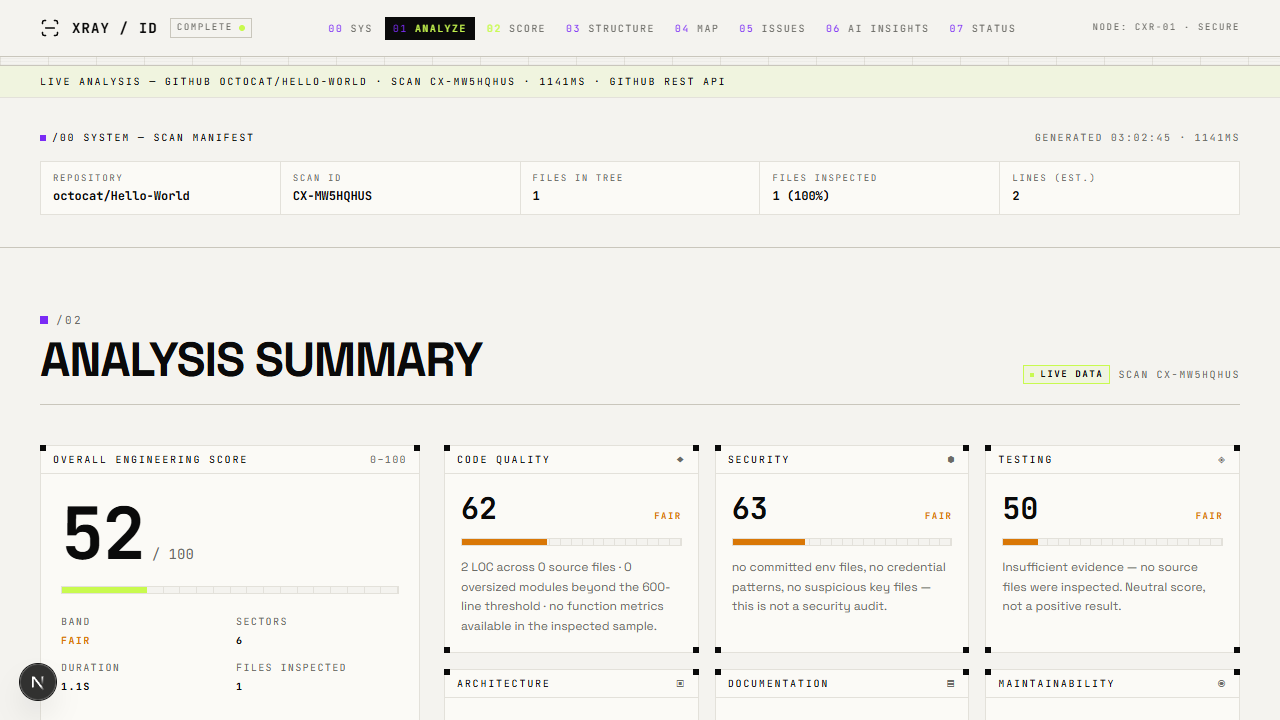 XRAY / ID
COMPLETE
00 SYS
01 ANALYZE
02 SCORE
03 STRUCTURE
04 MAP
05 ISSUES
06 AI INSIGHTS
07 STATUS
NODE: CXR-01 · SECURE
LIVE ANALYSIS — GITHUB OCTOCAT/HELLO-WORLD · SCAN CX-MW5HQHUS · 1141MS · GITHUB REST API
/00 SYSTEM — SCAN MANIFEST
GENERATED 03:02:45 · 1141MS
REPOSITORY
octocat/Hello-World
SCAN ID
CX-MW5HQHUS
FILES IN TREE
1
FILES INSPECTED
1 (100%)
LINES (EST.)
2
/02
ANALYSIS SUMMARY
LIVE DATA
SCAN CX-MW5HQHUS
OVERALL ENGINEERING SCORE
0–100
52 / 100
BAND
FAIR
SECTORS
6
DURATION
1.1S
FILES INSPECTED
1
CODE QUALITY
62
FAIR
2 LOC across 0 source files · 0
oversized modules beyond the 600-
line threshold · no function metrics
available in the inspected sample.
SECURITY
63
FAIR
no committed env files, no credential
patterns, no suspicious key files —
this is not a security audit.
TESTING
50
FAIR
Insufficient evidence — no source
files were inspected. Neutral score,
not a positive result.
ARCHITECTURE
DOCUMENTATION
MAINTAINABILITY
N